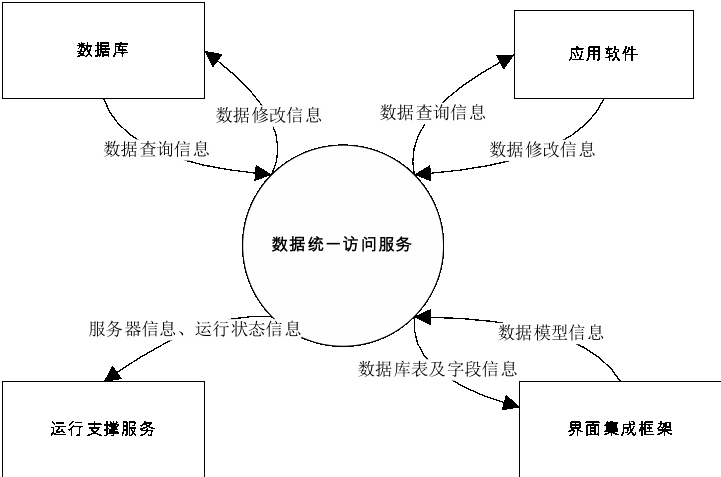 数据库
应用软件
数据修改信息
数据查询信息
数据查询信息
数据修改信息
数据统一访问服务
服务器信息、运行状态信息
数据模型信息
数据库表及字段信息
运行支撑服务
界面集成框架